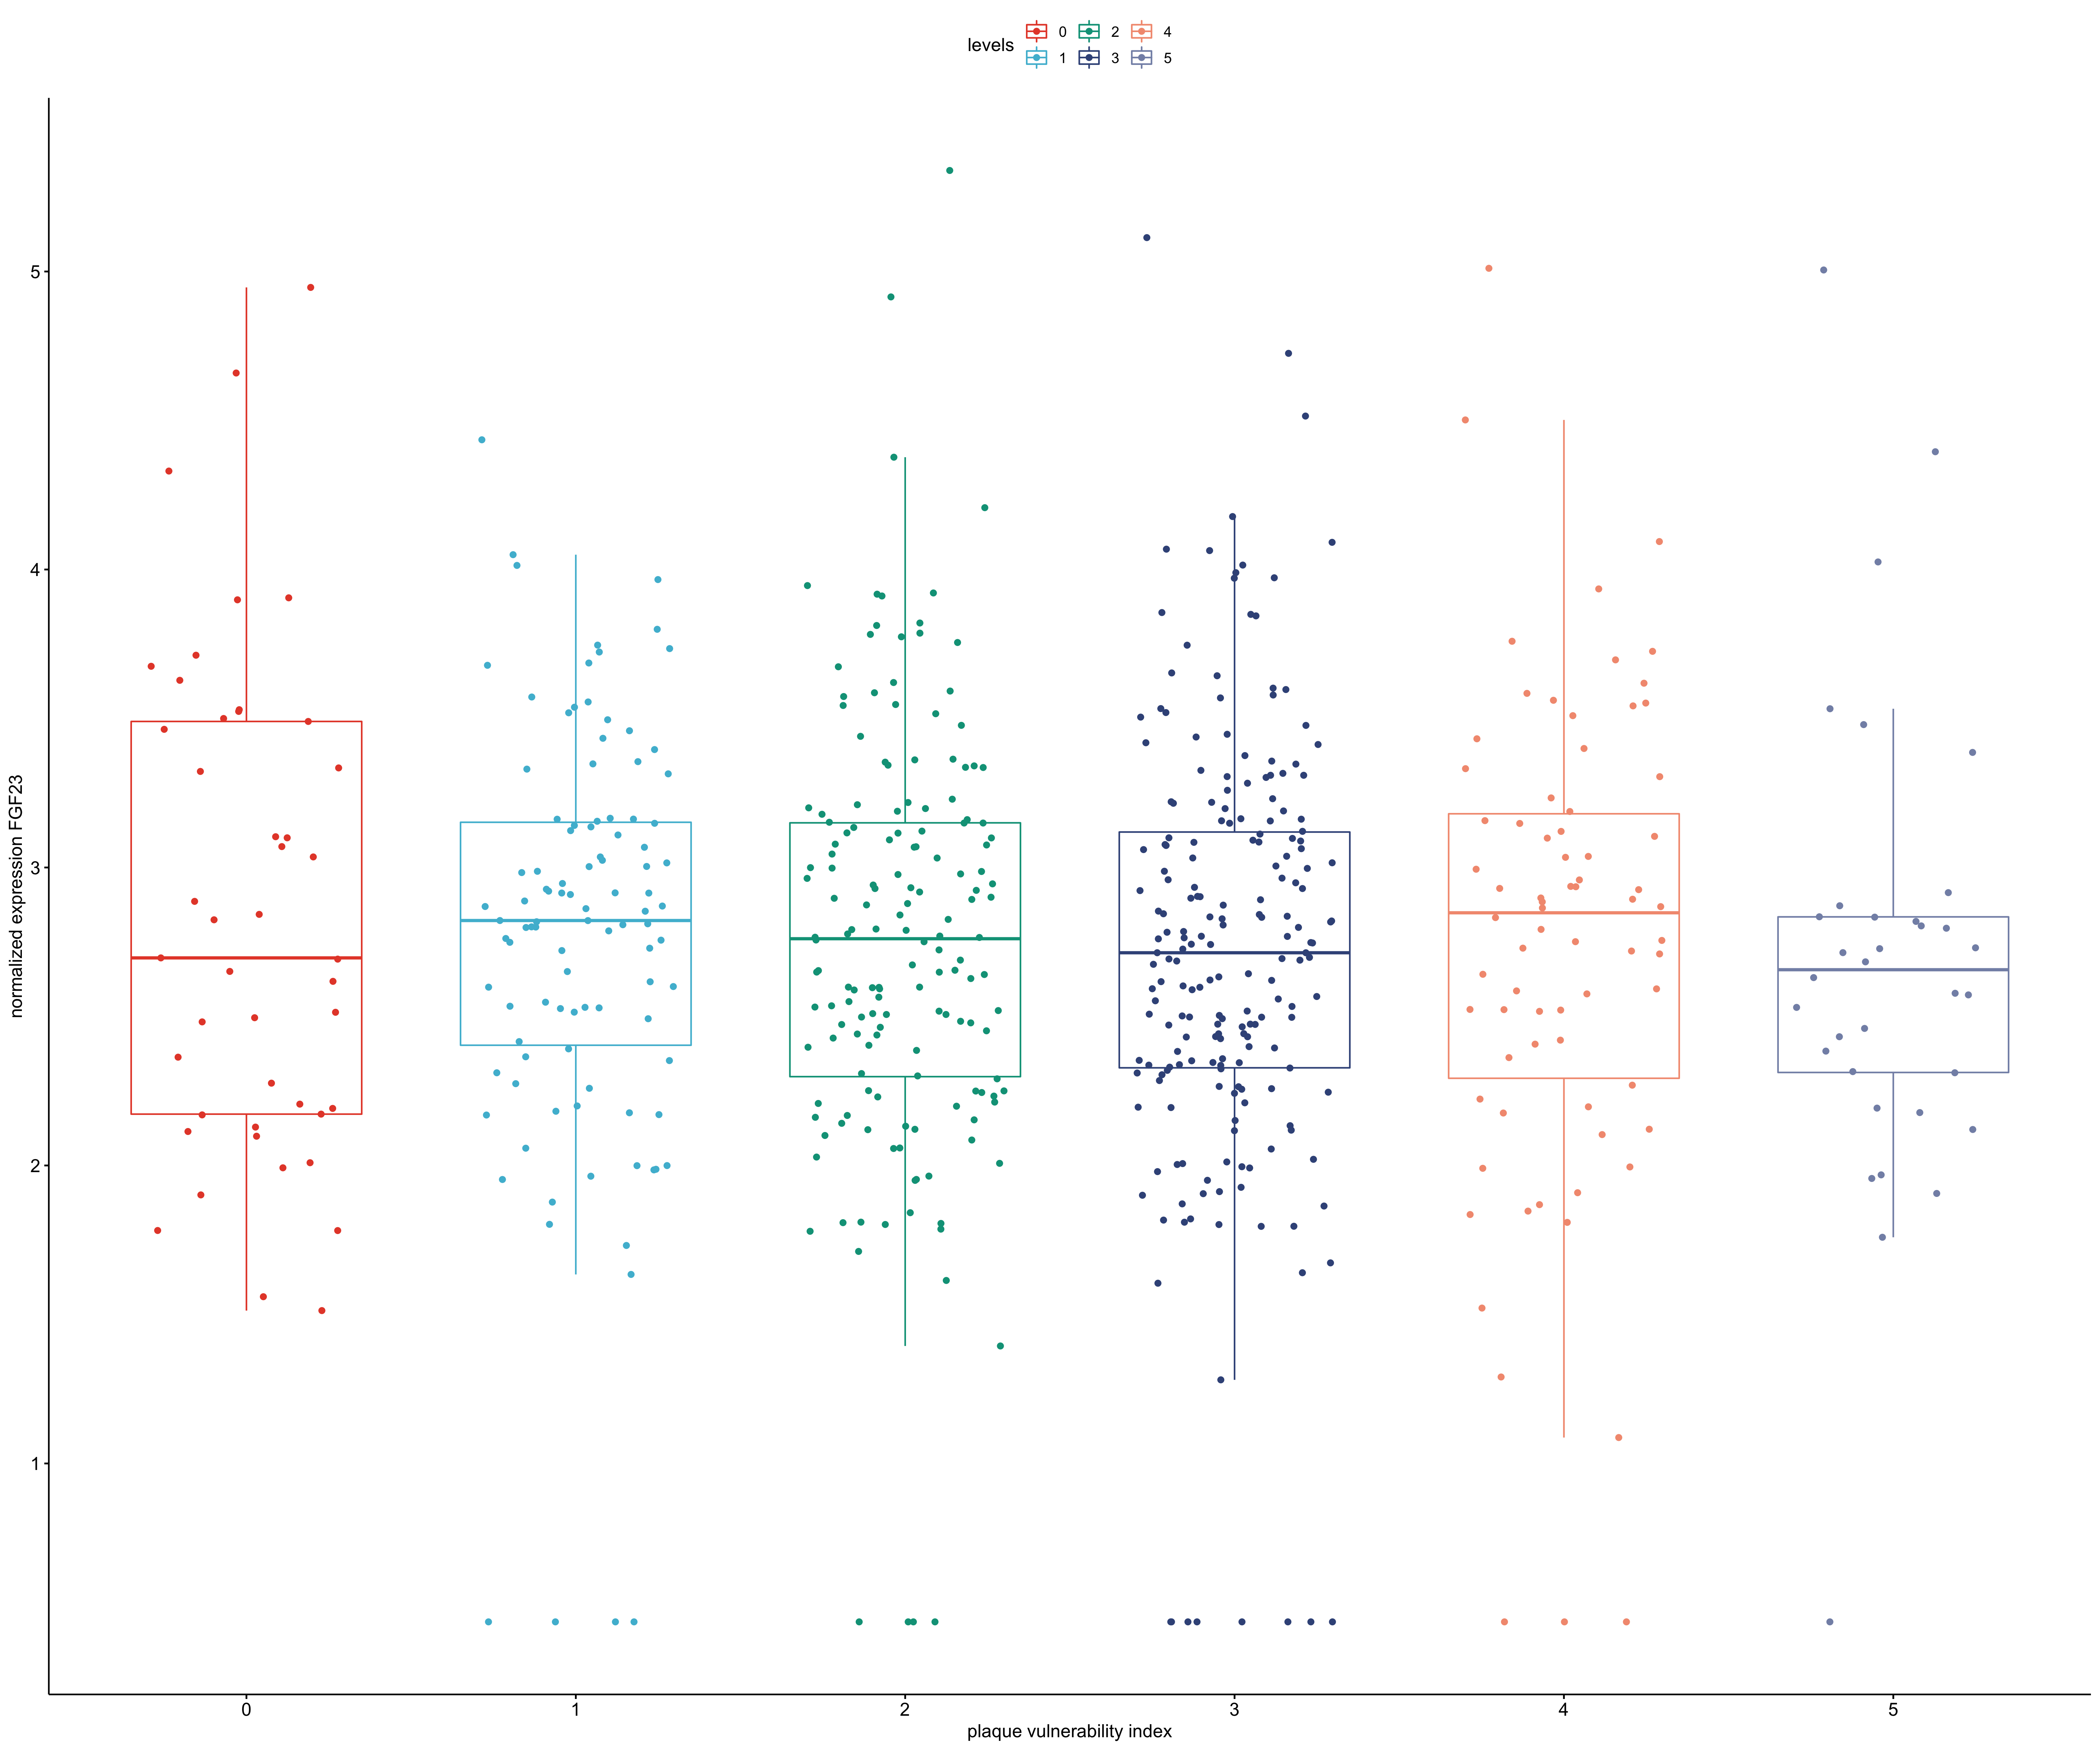 levels
0 2 4
1 3 5
normalized expression FGF23
5
4
3
2
1
0 1 2 3 4 5
plaque vulnerability index